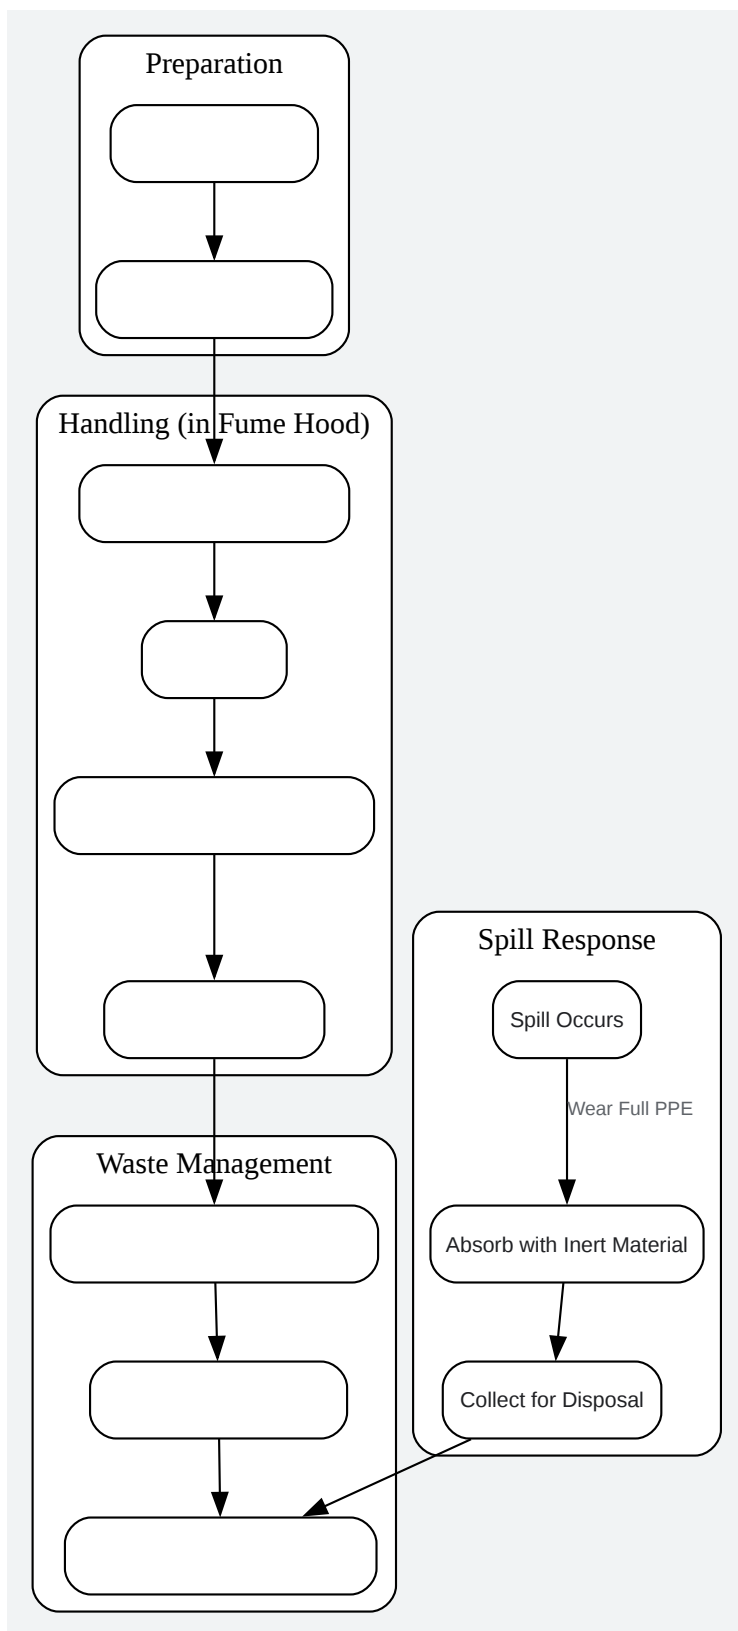 Preparation
Handling (in Fume Hood)
Spill Response
Spill Occurs
Wear Full PPE
Waste Management
Absorb with Inert Material
Collect for Disposal